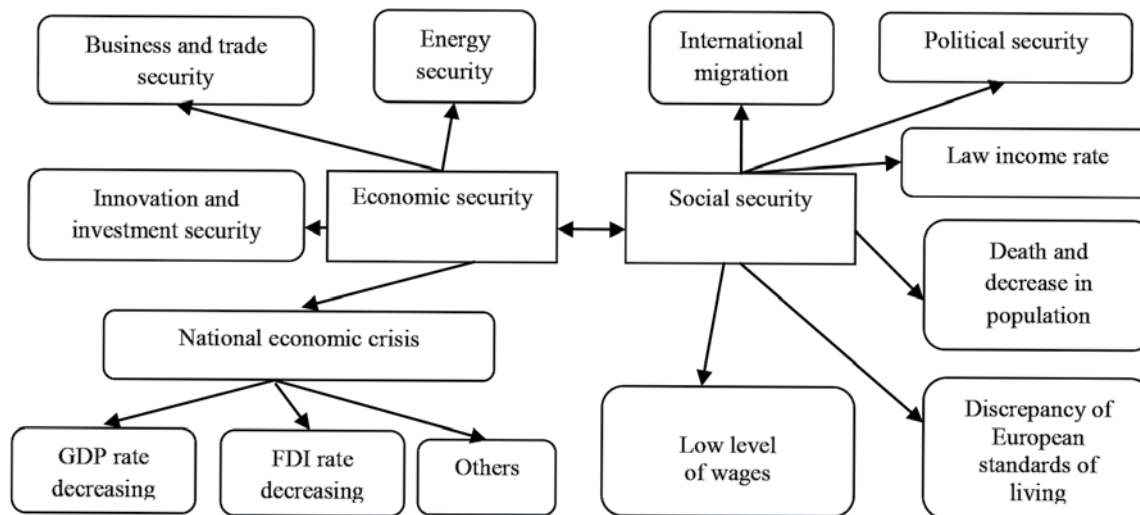 Business and trade
security
Energy
security
International
migration
Political security
Law income rate
Innovation and
investment security
Economic security
Social security
Death and
decrease in
population
National economic crisis
GDP rate
decreasing
FDI rate
decreasing
Others
Low level
of wages
Discrepancy of
European
standards of
living